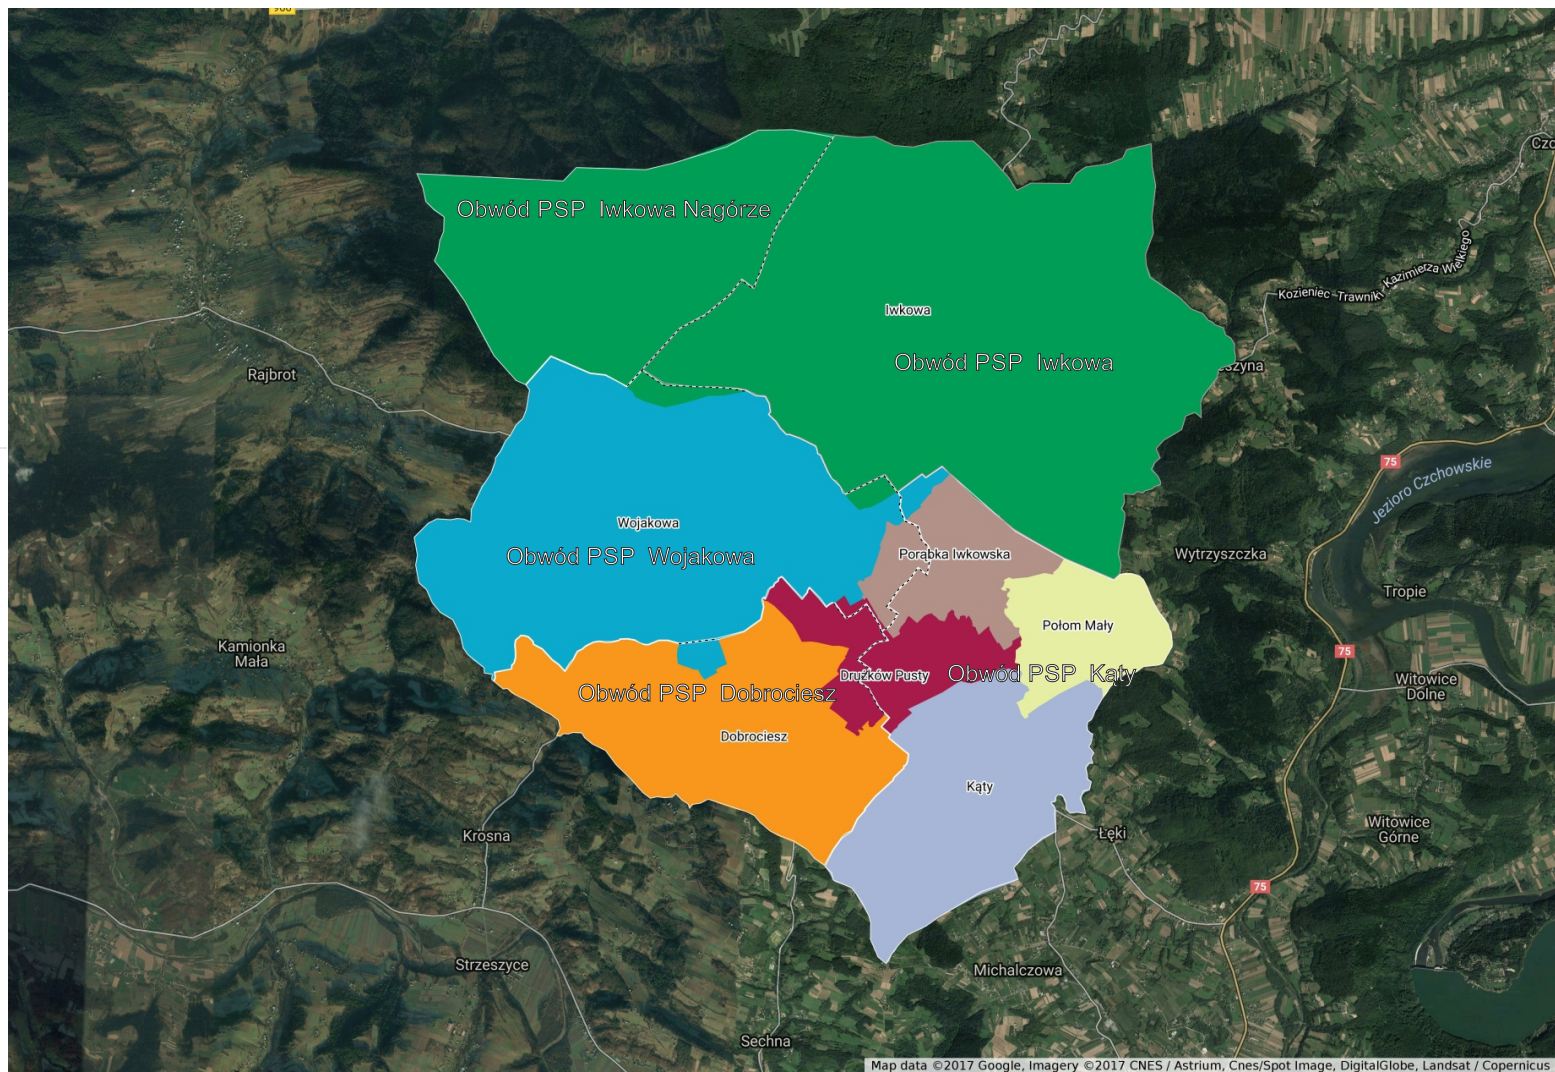 Obwód PSP Iwkowa Nagórze
Iwkowa
Obwód PSP Iwkowa
Rajbrot
Kozieniec
Trawniki
Kazimierza Wielkiego
75
Jezioro Czchowskie
Wojakowa
Obwód PSP Wojakowa
Porąbka Iwkowska
Wytrzyszczka
Tropie
Połom Mały
Kamionka
Mała
75
Drużków Pusty
Obwód PSP Kąty
Witowice
Dolne
Obwód PSP Dobrociesz
Dobrociesz
Kąty
Krosna
Łęki
Witowice
Górne
75
Strzeszyce
Michalczowa
Sechna
Map data ©2017 Google, Imagery ©2017 CNES / Astrium, Cnes/Spot Image, DigitalGlobe, Landsat / Copernicus